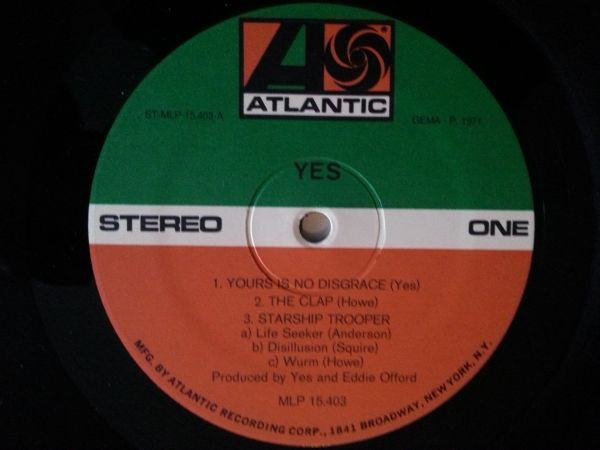 ATLANTIC
ST-MLP-15.403-A
GEMA - P. 1971
YES
STEREO
ONE
1. YOURS IS NO DISGRACE (Yes)
2. THE CLAP (Howe)
3. STARSHIP TROOPER
a) Life Seeker (Anderson)
b) Disillusion (Squire)
c) Wurm (Howe)
Produced by Yes and Eddie Offord
MLP 15.403
MFG. BY ATLANTIC RECORDING CORP., 1841 BROADWAY, NEW YORK, N.Y.